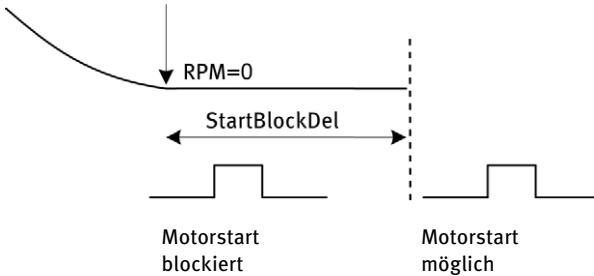 RPM=0
StartBlockDel
Motorstart
blockiert
Motorstart
möglich